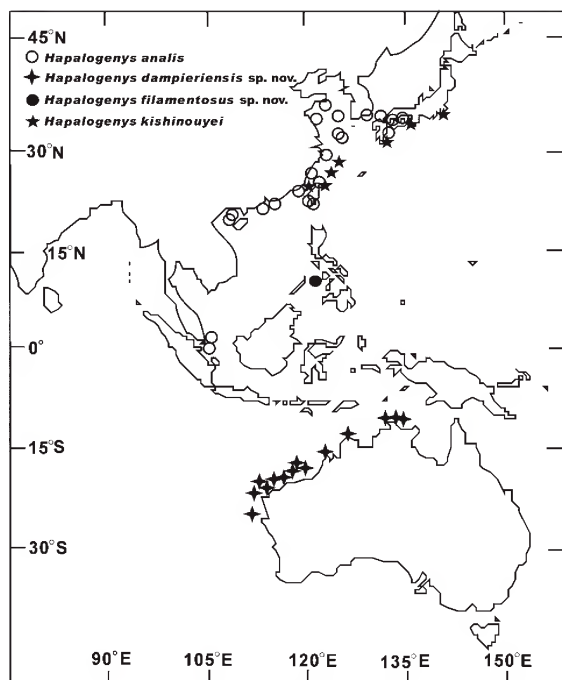 45°N
Hapalogenys analis
Hapalogenys dampieriensis sp. nov.
Hapalogenys filamentosus sp. nov.
Hapalogenys kishinouyei
30°N
15°N
0°
15°S
30°S
90°E 105°E 120°E 135°E 150°E